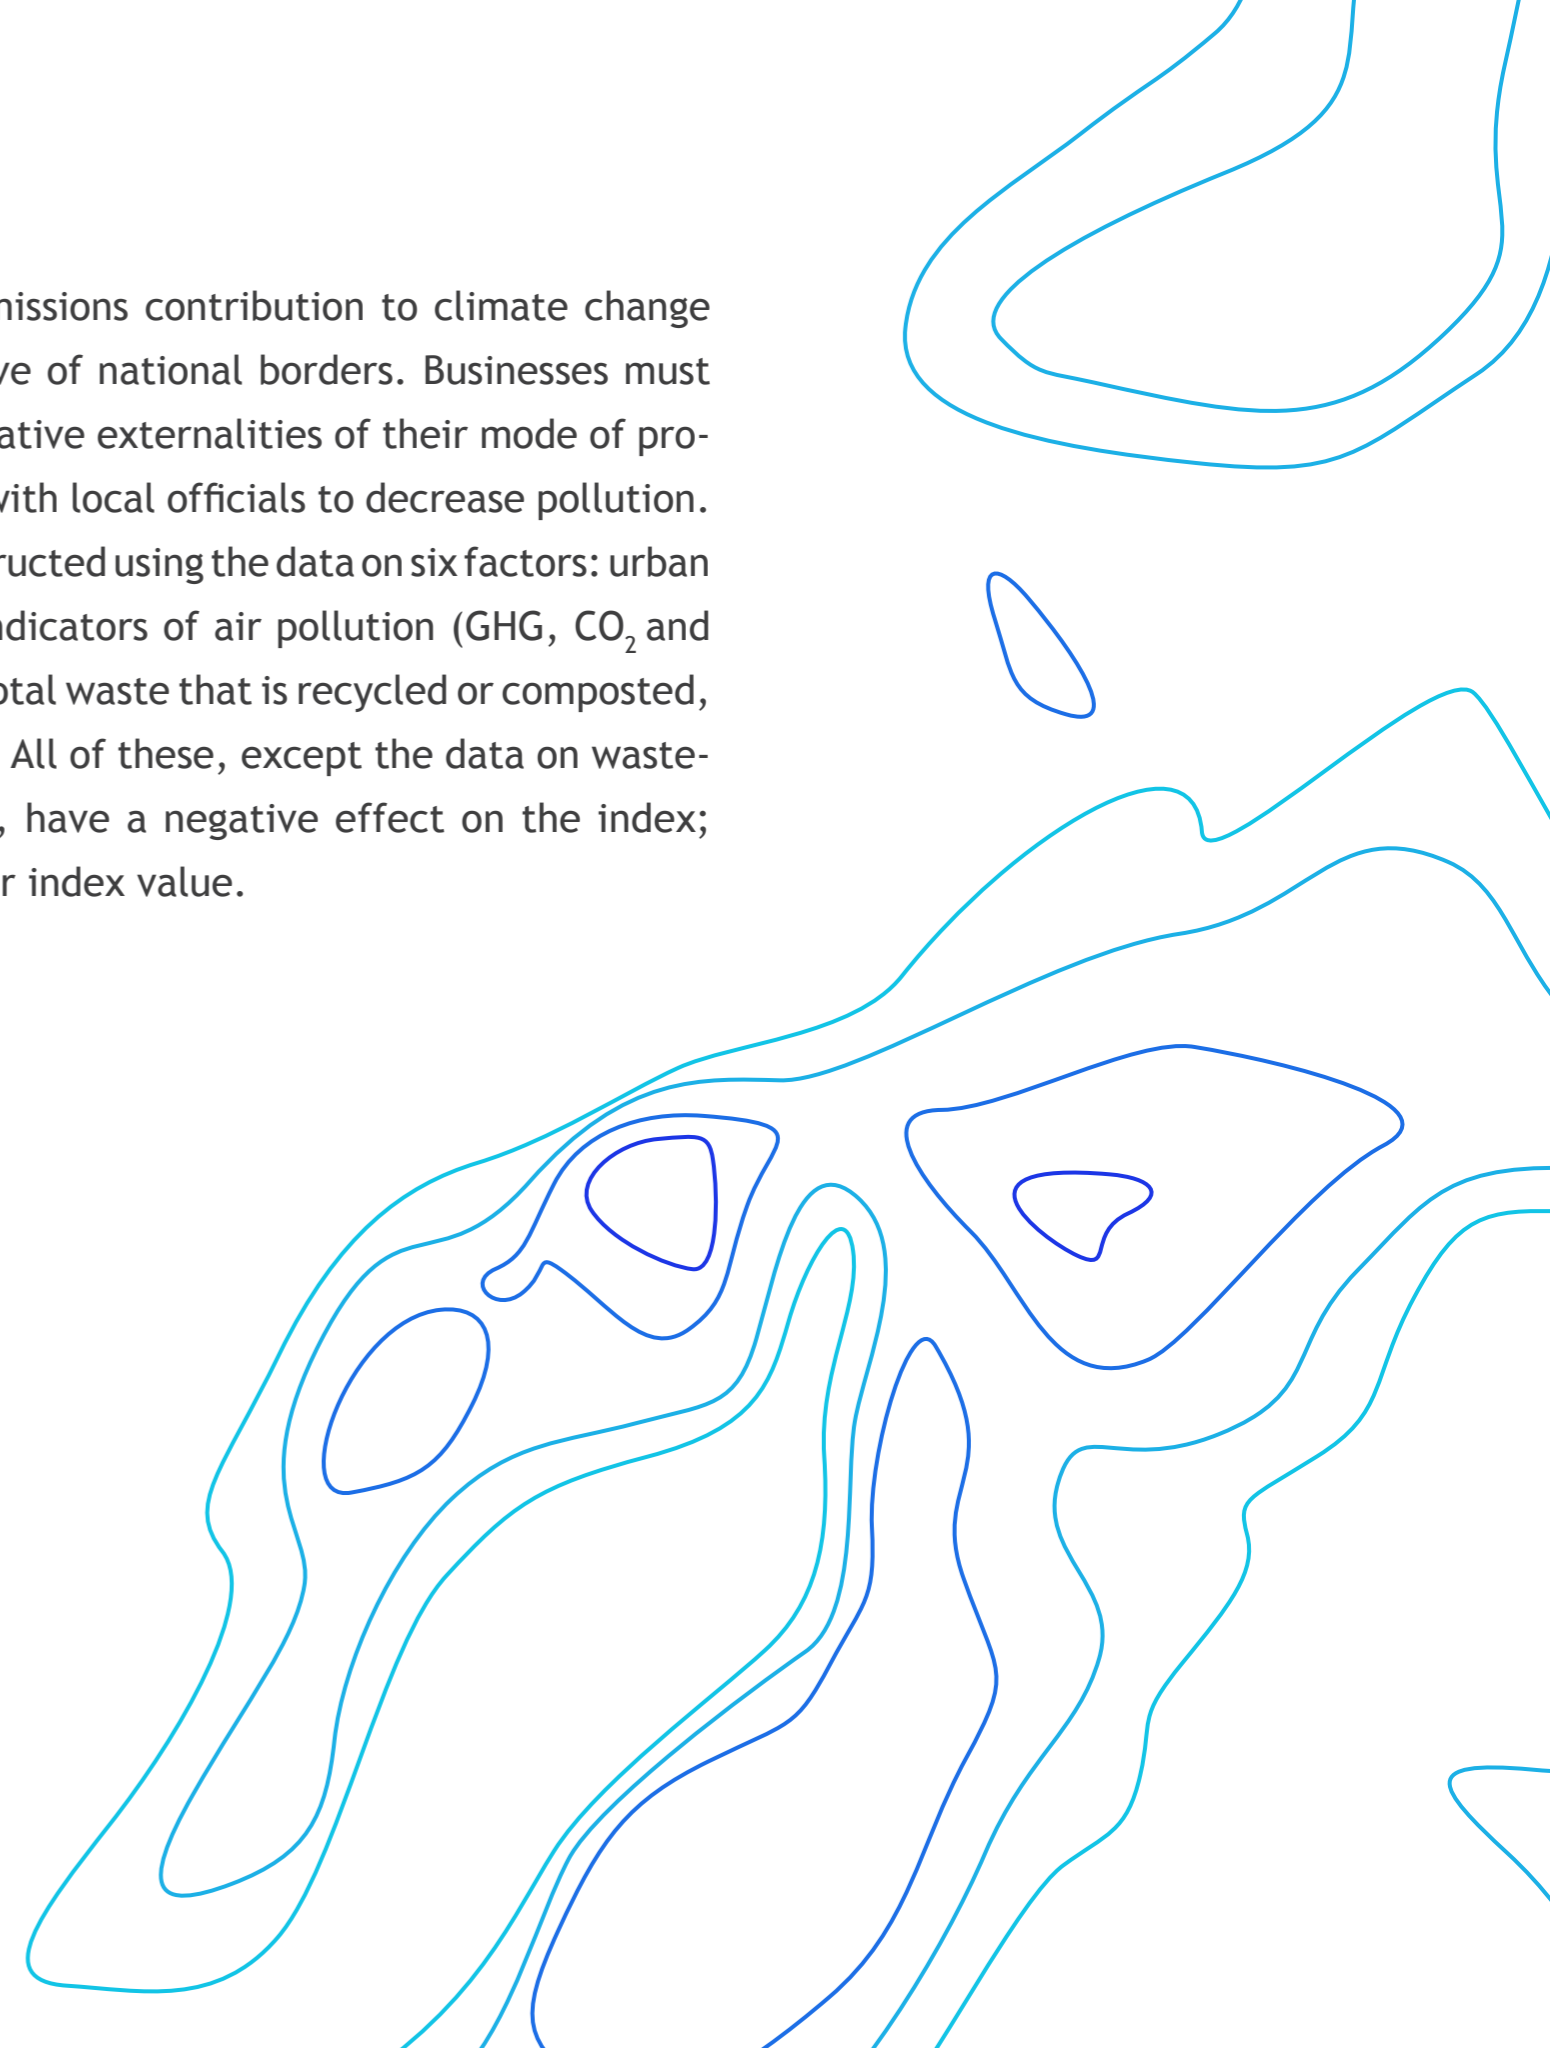 missions contribution to climate change
ve of national borders. Businesses must
ative externalities of their mode of pro-
with local officials to decrease pollution.
ructed using the data on six factors: urban
ndicators of air pollution (GHG, CO₂ and
otal waste that is recycled or composted,
All of these, except the data on waste-
, have a negative effect on the index;
r index value.